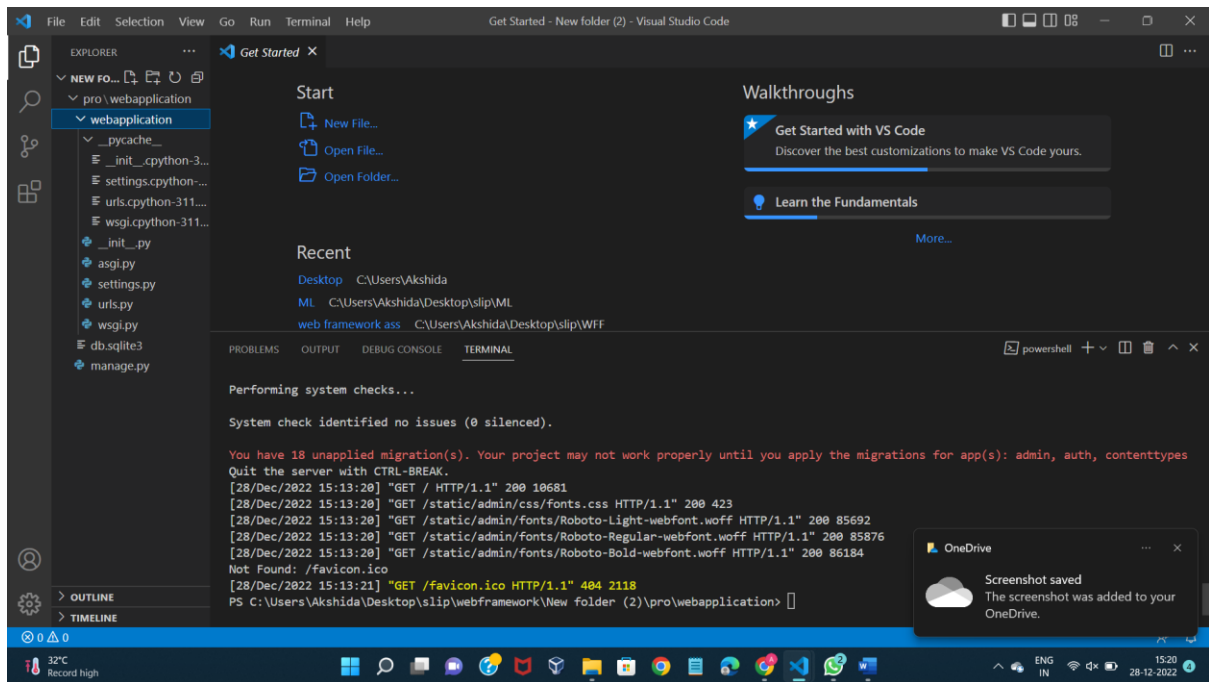 File Edit Selection View Go Run Terminal Help Get Started - New folder (2) - Visual Studio Code
EXPLORER
Get Started
NEW FO...
pro\webapplication
webapplication
__pycache__
__init__.cpython-3...
settings.cpython-...
urls.cpython-311....
wsgi.cpython-311...
__init__.py
asgi.py
settings.py
urls.py
wsgi.py
db.sqlite3
manage.py
OUTLINE
TIMELINE
Start
New File...
Open File...
Open Folder...
Recent
Desktop C:\Users\Akshida
ML C:\Users\Akshida\Desktop\slip\ML
web framework ass C:\Users\Akshida\Desktop\slip\WFF
Walkthroughs
Get Started with VS Code
Discover the best customizations to make VS Code yours.
Learn the Fundamentals
More...
PROBLEMS OUTPUT DEBUG CONSOLE TERMINAL
powershell
Performing system checks...
System check identified no issues (0 silenced).
You have 18 unapplied migration(s). Your project may not work properly until you apply the migrations for app(s): admin, auth, contenttypes
Quit the server with CTRL-BREAK.
[28/Dec/2022 15:13:20] "GET / HTTP/1.1" 200 10681
[28/Dec/2022 15:13:20] "GET /static/admin/css/fonts.css HTTP/1.1" 200 423
[28/Dec/2022 15:13:20] "GET /static/admin/fonts/Roboto-Light-webfont.woff HTTP/1.1" 200 85692
[28/Dec/2022 15:13:20] "GET /static/admin/fonts/Roboto-Regular-webfont.woff HTTP/1.1" 200 85876
[28/Dec/2022 15:13:20] "GET /static/admin/fonts/Roboto-Bold-webfont.woff HTTP/1.1" 200 86184
Not Found: /favicon.ico
[28/Dec/2022 15:13:21] "GET /favicon.ico HTTP/1.1" 404 2118
PS C:\Users\Akshida\Desktop\slip\webframework\New folder (2)\pro\webapplication>
OneDrive
Screenshot saved
The screenshot was added to your
OneDrive.
0 0
32°C
Record high
2
ENG
IN
15:20
28-12-2022
4